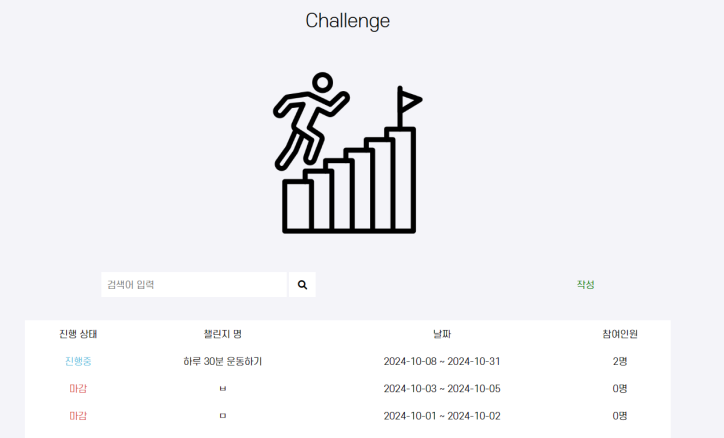 Challenge
검색어 입력 작성
진행 상태 챌린지 명 날짜 참여인원
진행중 하루 30분 운동하기 2024-10-08 ~ 2024-10-31 2명
마감 ㅂ 2024-10-03 ~ 2024-10-05 0명
마감 ㅁ 2024-10-01 ~ 2024-10-02 0명